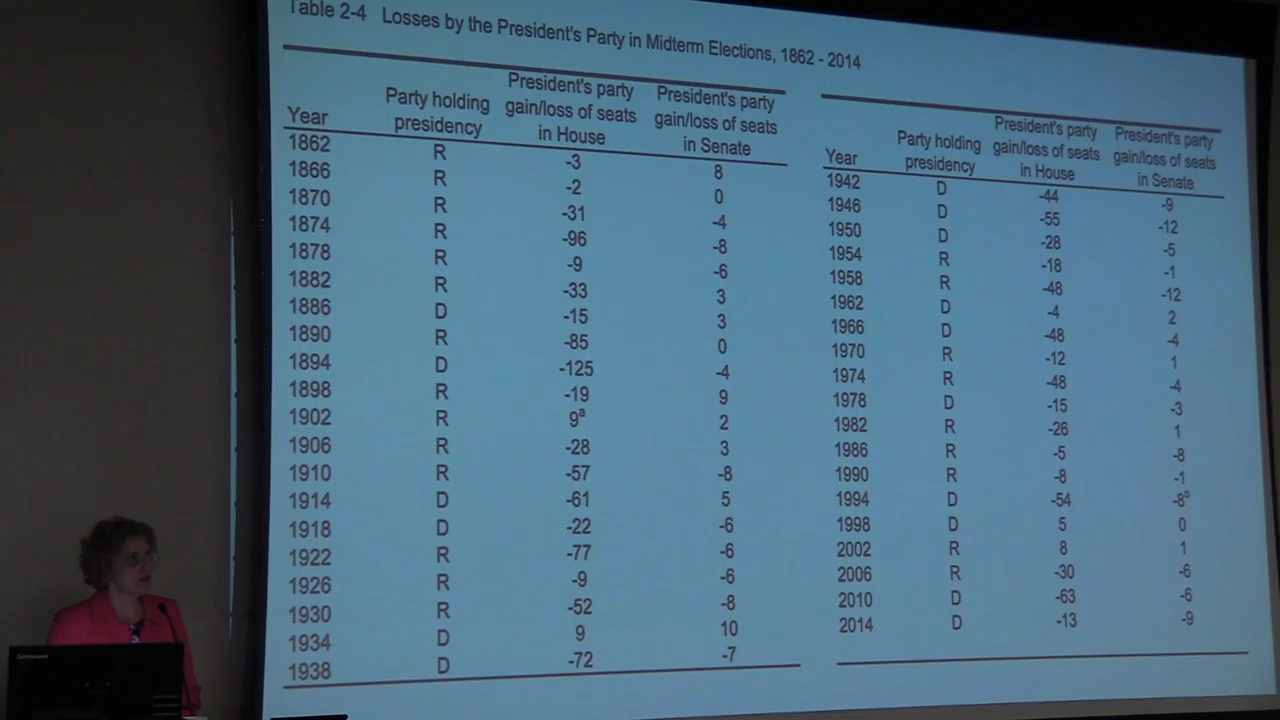 Table 2-4 Losses by the President's Party in Midterm Elections, 1862 - 2014
Year Party holding presidency President's party gain/loss of seats in House President's party gain/loss of seats in Senate
1862 R -3 8
1866 R -2 0
1870 R -31 -4
1874 R -96 -8
1878 R -9 -6
1882 R -33 3
1886 D -15 3
1890 R -85 0
1894 D -125 -4
1898 R -19 9
1902 R 9a 2
1906 R -28 3
1910 R -57 -8
1914 D -61 5
1918 D -22 -6
1922 R -77 -6
1926 R -9 -6
1930 R -52 -8
1934 D 9 10
1938 D -72 -7
Year Party holding presidency President's party gain/loss of seats in House President's party gain/loss of seats in Senate
1942 D -44 -9
1946 D -55 -12
1950 D -28 -5
1954 R -18 -1
1958 R -48 -12
1962 D -4 2
1966 D -48 -4
1970 R -12 1
1974 R -48 -4
1978 D -15 -3
1982 R -26 1
1986 R -5 -8
1990 R -8 -1
1994 D -54 -8b
1998 D 5 0
2002 R 8 1
2006 R -30 -6
2010 D -63 -6
2014 D -13 -9